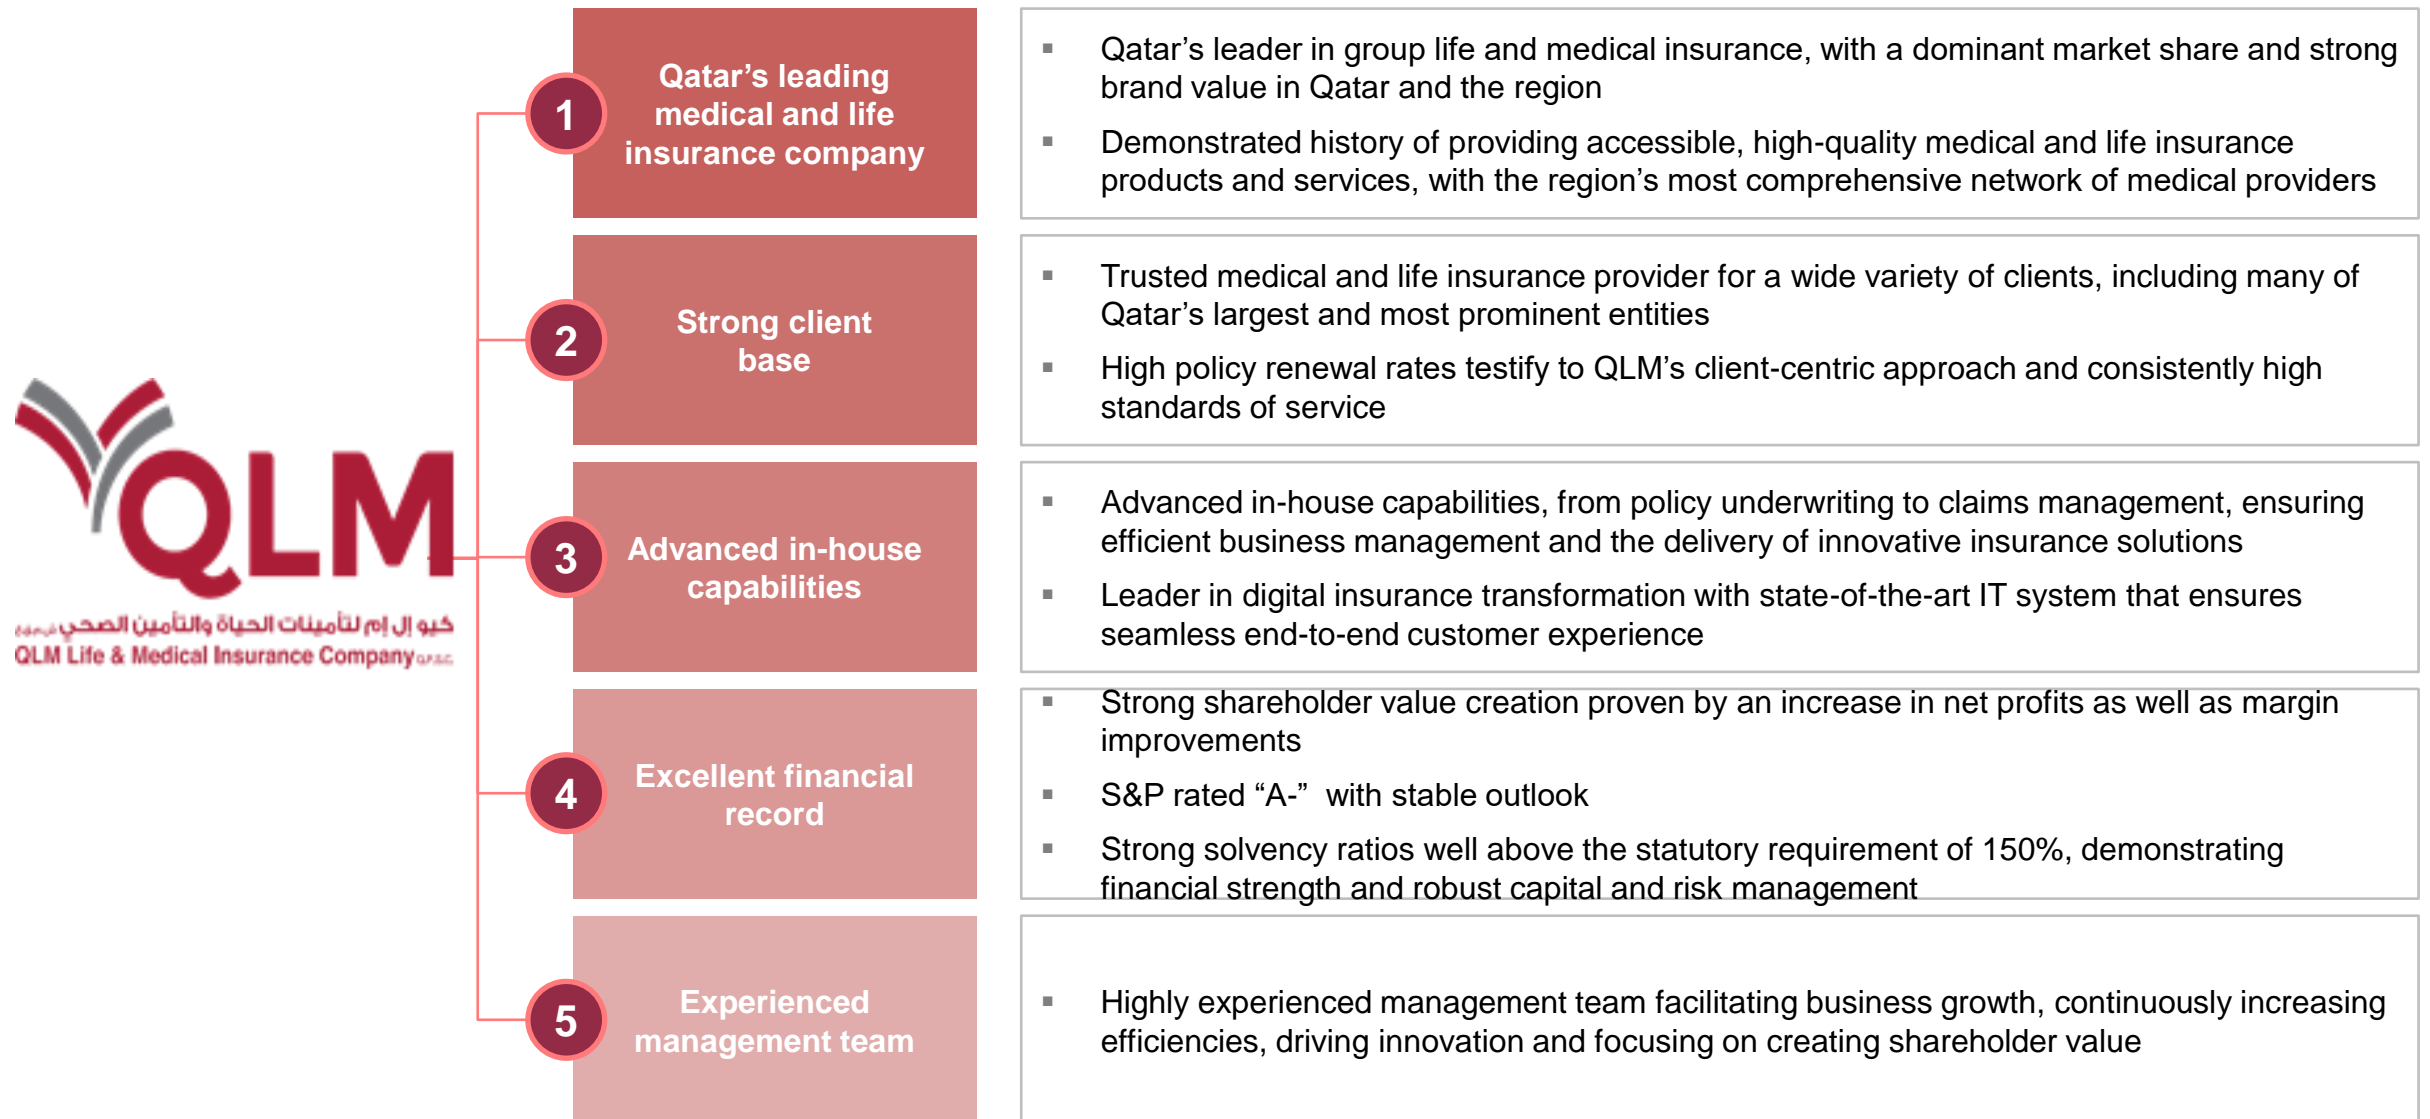 كيو إل إم لتأمينات الحياة والتأمين الصحي
QLM
QLM Life & Medical Insurance Company
1
Qatar’s leading
medical and life
insurance company
▪ Qatar’s leader in group life and medical insurance, with a dominant market share and strong
brand value in Qatar and the region
▪ Demonstrated history of providing accessible, high-quality medical and life insurance
products and services, with the region’s most comprehensive network of medical providers
2
Strong client
base
▪ Trusted medical and life insurance provider for a wide variety of clients, including many of
Qatar’s largest and most prominent entities
▪ High policy renewal rates testify to QLM’s client-centric approach and consistently high
standards of service
3
Advanced in-house
capabilities
▪ Advanced in-house capabilities, from policy underwriting to claims management, ensuring
efficient business management and the delivery of innovative insurance solutions
▪ Leader in digital insurance transformation with state-of-the-art IT system that ensures
seamless end-to-end customer experience
4
Excellent financial
record
▪ Strong shareholder value creation proven by an increase in net profits as well as margin
improvements
▪ S&P rated “A-”  with stable outlook
▪ Strong solvency ratios well above the statutory requirement of 150%, demonstrating
financial strength and robust capital and risk management
5
Experienced
management team
▪ Highly experienced management team facilitating business growth, continuously increasing
efficiencies, driving innovation and focusing on creating shareholder value